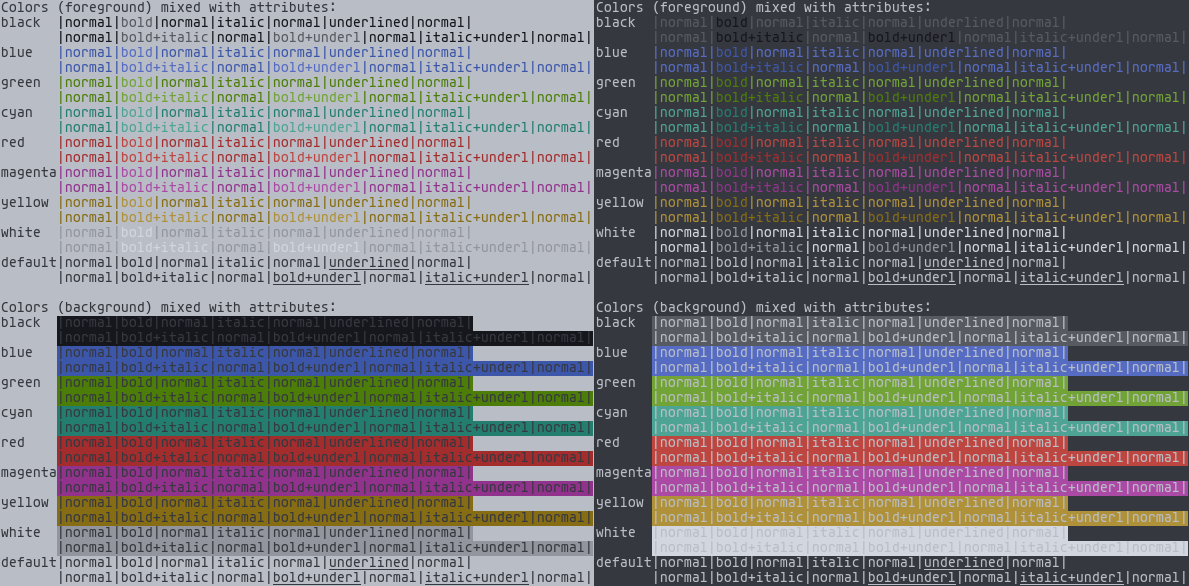 Colors (foreground) mixed with attributes:
black |normal|bold|normal|italic|normal|underlined|normal|
|normal|bold+italic|normal|bold+underl|normal|italic+underl|normal|
blue |normal|bold|normal|italic|normal|underlined|normal|
|normal|bold+italic|normal|bold+underl|normal|italic+underl|normal|
green |normal|bold|normal|italic|normal|underlined|normal|
|normal|bold+italic|normal|bold+underl|normal|italic+underl|normal|
cyan |normal|bold|normal|italic|normal|underlined|normal|
|normal|bold+italic|normal|bold+underl|normal|italic+underl|normal|
red |normal|bold|normal|italic|normal|underlined|normal|
|normal|bold+italic|normal|bold+underl|normal|italic+underl|normal|
magenta|normal|bold|normal|italic|normal|underlined|normal|
|normal|bold+italic|normal|bold+underl|normal|italic+underl|normal|
yellow |normal|bold|normal|italic|normal|underlined|normal|
|normal|bold+italic|normal|bold+underl|normal|italic+underl|normal|
white |normal|bold|normal|italic|normal|underlined|normal|
|normal|bold+italic|normal|bold+underl|normal|italic+underl|normal|
default|normal|bold|normal|italic|normal|underlined|normal|
|normal|bold+italic|normal|bold+underl|normal|italic+underl|normal|
Colors (background) mixed with attributes:
black |normal|bold|normal|italic|normal|underlined|normal|
|normal|bold+italic|normal|bold+underl|normal|italic+underl|normal|
blue |normal|bold|normal|italic|normal|underlined|normal|
|normal|bold+italic|normal|bold+underl|normal|italic+underl|normal|
green |normal|bold|normal|italic|normal|underlined|normal|
|normal|bold+italic|normal|bold+underl|normal|italic+underl|normal|
cyan |normal|bold|normal|italic|normal|underlined|normal|
|normal|bold+italic|normal|bold+underl|normal|italic+underl|normal|
red |normal|bold|normal|italic|normal|underlined|normal|
|normal|bold+italic|normal|bold+underl|normal|italic+underl|normal|
magenta|normal|bold|normal|italic|normal|underlined|normal|
|normal|bold+italic|normal|bold+underl|normal|italic+underl|normal|
yellow |normal|bold|normal|italic|normal|underlined|normal|
|normal|bold+italic|normal|bold+underl|normal|italic+underl|normal|
white |normal|bold|normal|italic|normal|underlined|normal|
|normal|bold+italic|normal|bold+underl|normal|italic+underl|normal|
default|normal|bold|normal|italic|normal|underlined|normal|
|normal|bold+italic|normal|bold+underl|normal|italic+underl|normal|
Colors (foreground) mixed with attributes:
black |normal|bold|normal|italic|normal|underlined|normal|
|normal|bold+italic|normal|bold+underl|normal|italic+underl|normal|
blue |normal|bold|normal|italic|normal|underlined|normal|
|normal|bold+italic|normal|bold+underl|normal|italic+underl|normal|
green |normal|bold|normal|italic|normal|underlined|normal|
|normal|bold+italic|normal|bold+underl|normal|italic+underl|normal|
cyan |normal|bold|normal|italic|normal|underlined|normal|
|normal|bold+italic|normal|bold+underl|normal|italic+underl|normal|
red |normal|bold|normal|italic|normal|underlined|normal|
|normal|bold+italic|normal|bold+underl|normal|italic+underl|normal|
magenta|normal|bold|normal|italic|normal|underlined|normal|
|normal|bold+italic|normal|bold+underl|normal|italic+underl|normal|
yellow |normal|bold|normal|italic|normal|underlined|normal|
|normal|bold+italic|normal|bold+underl|normal|italic+underl|normal|
white |normal|bold|normal|italic|normal|underlined|normal|
|normal|bold+italic|normal|bold+underl|normal|italic+underl|normal|
default|normal|bold|normal|italic|normal|underlined|normal|
|normal|bold+italic|normal|bold+underl|normal|italic+underl|normal|
Colors (background) mixed with attributes:
black |normal|bold|normal|italic|normal|underlined|normal|
|normal|bold+italic|normal|bold+underl|normal|italic+underl|normal|
blue |normal|bold|normal|italic|normal|underlined|normal|
|normal|bold+italic|normal|bold+underl|normal|italic+underl|normal|
green |normal|bold|normal|italic|normal|underlined|normal|
|normal|bold+italic|normal|bold+underl|normal|italic+underl|normal|
cyan |normal|bold|normal|italic|normal|underlined|normal|
|normal|bold+italic|normal|bold+underl|normal|italic+underl|normal|
red |normal|bold|normal|italic|normal|underlined|normal|
|normal|bold+italic|normal|bold+underl|normal|italic+underl|normal|
magenta|normal|bold|normal|italic|normal|underlined|normal|
|normal|bold+italic|normal|bold+underl|normal|italic+underl|normal|
yellow |normal|bold|normal|italic|normal|underlined|normal|
|normal|bold+italic|normal|bold+underl|normal|italic+underl|normal|
white |normal|bold|normal|italic|normal|underlined|normal|
|normal|bold+italic|normal|bold+underl|normal|italic+underl|normal|
default|normal|bold|normal|italic|normal|underlined|normal|
|normal|bold+italic|normal|bold+underl|normal|italic+underl|normal|